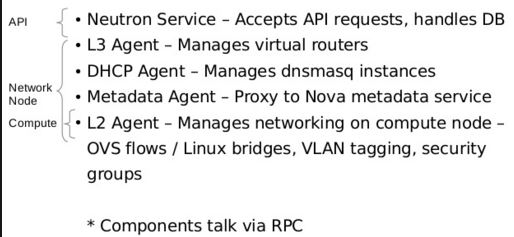 API
• Neutron Service – Accepts API requests, handles DB
• L3 Agent – Manages virtual routers
• DHCP Agent – Manages dnsmasq instances
Network
Node
• Metadata Agent – Proxy to Nova metadata service
Compute
• L2 Agent – Manages networking on compute node –
OVS flows / Linux bridges, VLAN tagging, security
groups
* Components talk via RPC